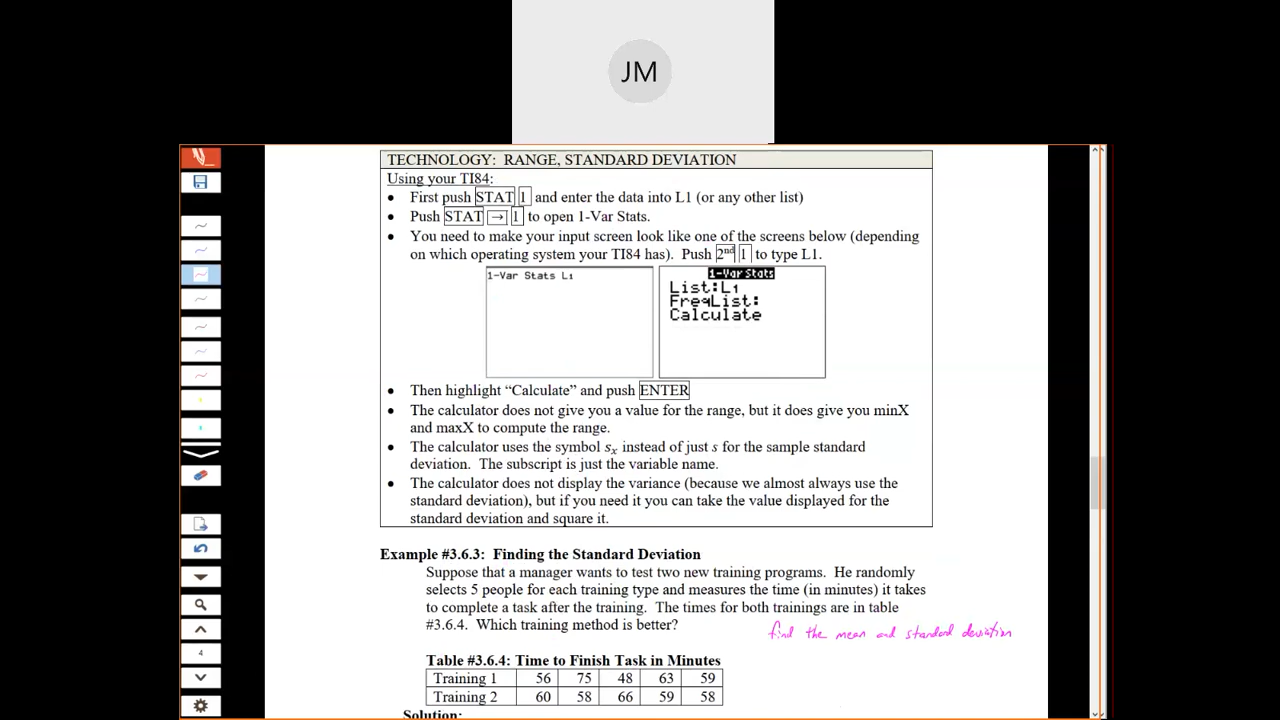 JM
TECHNOLOGY: RANGE, STANDARD DEVIATION
Using your TI84:
• First push STAT 1 and enter the data into L1 (or any other list)
• Push STAT → 1 to open 1-Var Stats.
• You need to make your input screen look like one of the screens below (depending
on which operating system your TI84 has). Push 2nd 1 to type L1.
1-Var Stats L₁
1-Var Stats
List:L₁
FreqList:
Calculate
• Then highlight “Calculate” and push ENTER
• The calculator does not give you a value for the range, but it does give you minX
and maxX to compute the range.
• The calculator uses the symbol sₓ instead of just s for the sample standard
deviation. The subscript is just the variable name.
• The calculator does not display the variance (because we almost always use the
standard deviation), but if you need it you can take the value displayed for the
standard deviation and square it.
Example #3.6.3: Finding the Standard Deviation
Suppose that a manager wants to test two new training programs. He randomly
selects 5 people for each training type and measures the time (in minutes) it takes
to complete a task after the training. The times for both trainings are in table
#3.6.4. Which training method is better?
find the mean and standard deviation
Table #3.6.4: Time to Finish Task in Minutes
Training 1 56 75 48 63 59
Training 2 60 58 66 59 58
Solution:
4